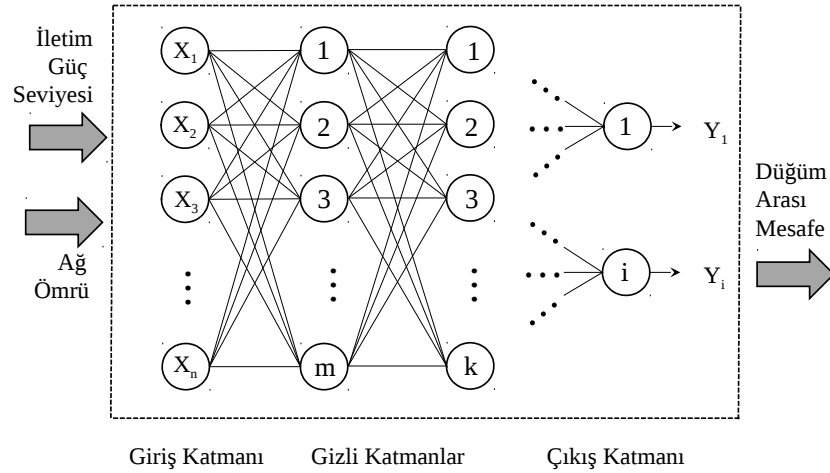 İletim
Güç
Seviyesi
Ağ
Ömrü
X1
X2
X3
Xn
1
2
3
m
1
2
3
k
1
i
Y1
Yi
Düğüm
Arası
Mesafe
Giriş Katmanı
Gizli Katmanlar
Çıkış Katmanı